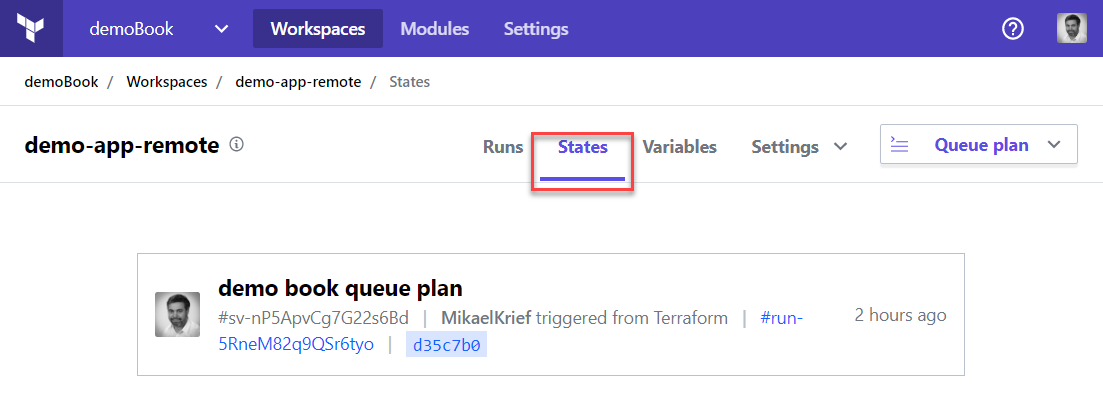 demoBook Workspaces Modules Settings
demoBook / Workspaces / demo-app-remote / States
demo-app-remote Runs States Variables Settings Queue plan
demo book queue plan
#sv-nP5ApvCg7G22s6Bd | MikaelKrief triggered from Terraform | #run-
5RneM82q9QSr6tyo | d35c7b0
2 hours ago